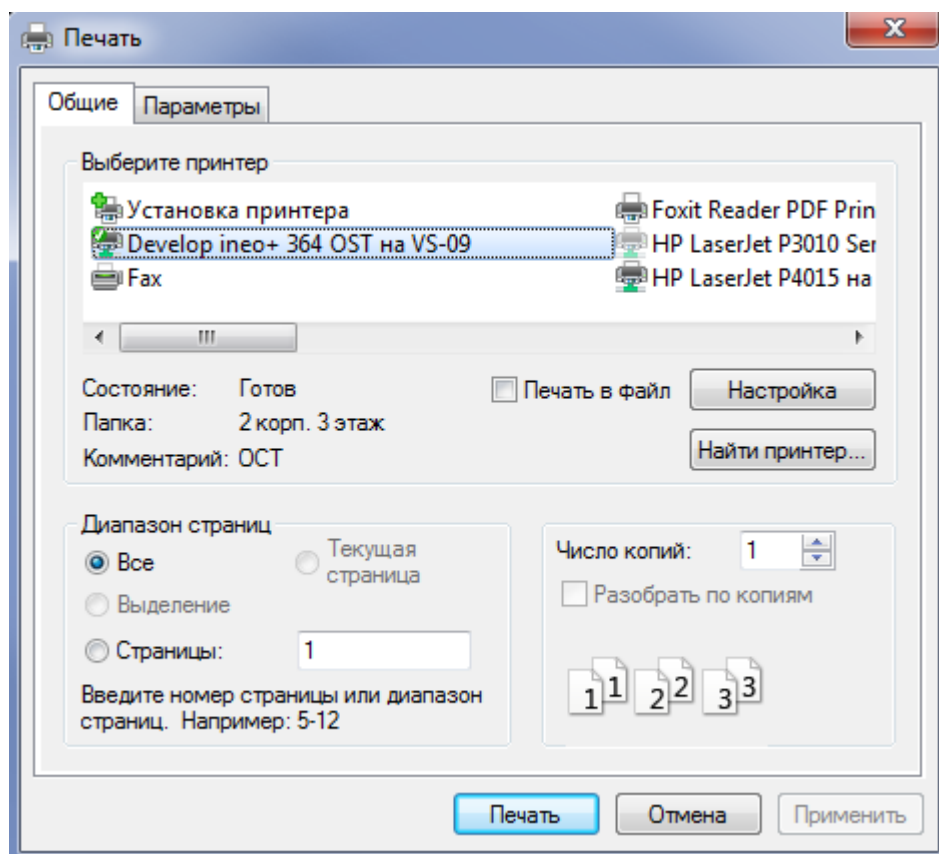 Печать
Общие
Параметры
Выберите принтер
Установка принтера
Develop ineo+ 364 OST на VS-09
Fax
Foxit Reader PDF Prin
HP LaserJet P3010 Ser
HP LaserJet P4015 на
Состояние: Готов
Папка: 2 корп. 3 этаж
Комментарий: ОСТ
Печать в файл
Настройка
Найти принтер...
Диапазон страниц
Все
Текущая
страница
Выделение
Страницы: 1
Введите номер страницы или диапазон
страниц. Например: 5-12
Число копий: 1
Разобрать по копиям
1 1 2 2 3 3
Печать
Отмена
Применить